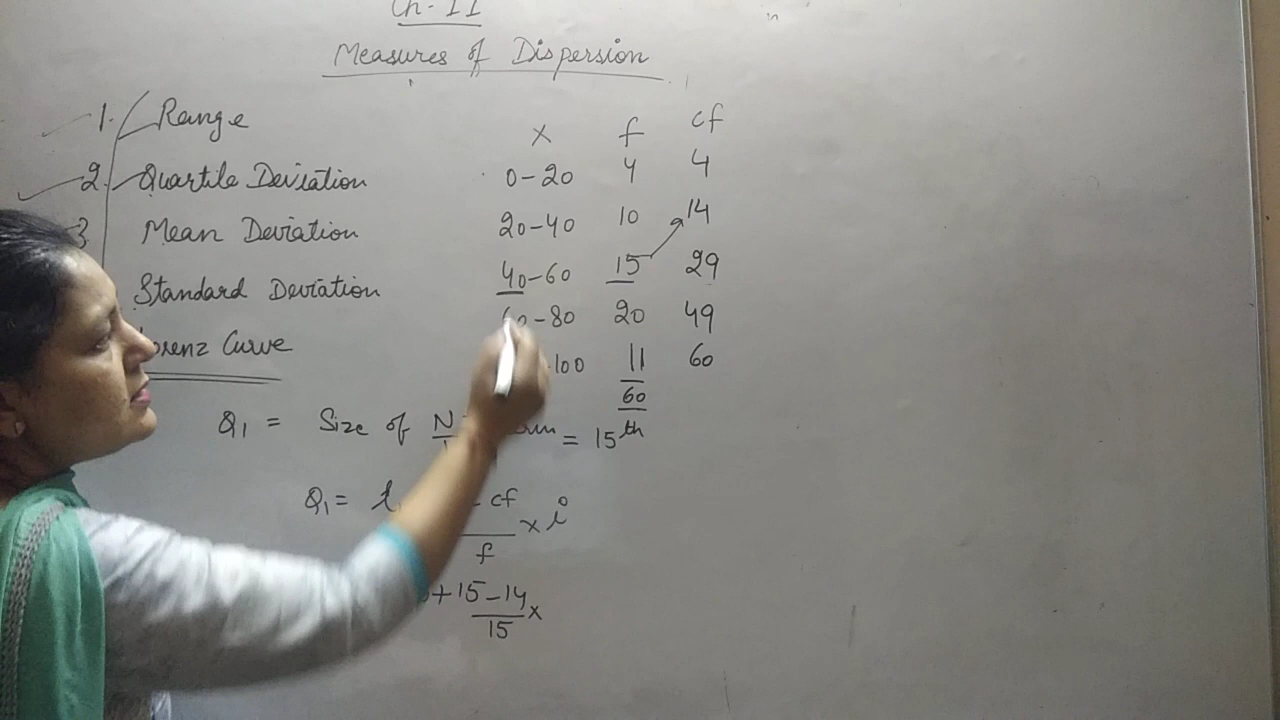 Ch-11
Measures of Dispersion
1. Range
2. Quartile Deviation
3. Mean Deviation
Standard Deviation
Curve
x f cf
0-20 4 4
20-40 10 14
40-60 15 29
-80 20 49
-100 11 60
60
Q1 = Size of N = 15th
Q1 = cf
f × i
+ 15-14
15 ×